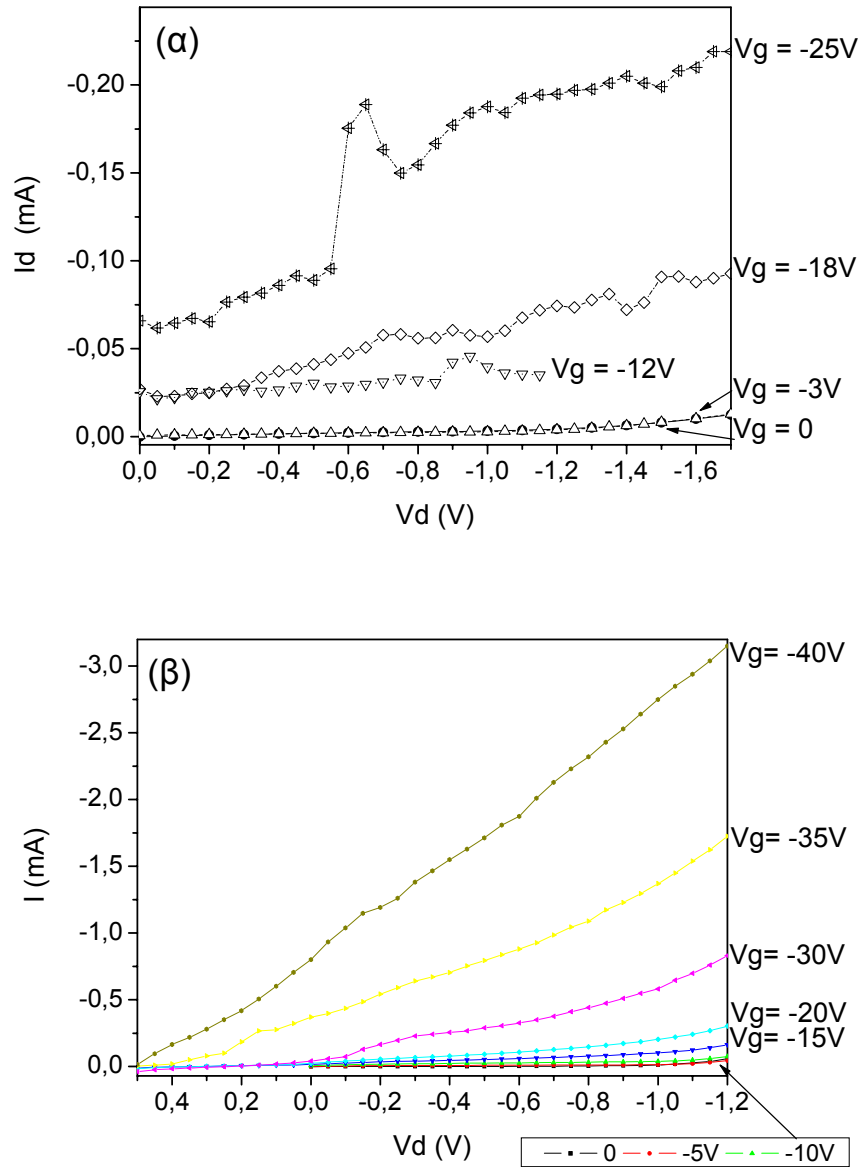 (α)
Vg = -25V
-0,20
-0,15
Id (mA)
-0,10
Vg = -18V
-0,05
Vg = -12V
Vg = -3V
0,00
Vg = 0
0,0 -0,2 -0,4 -0,6 -0,8 -1,0 -1,2 -1,4 -1,6
Vd (V)
(β)
Vg= -40V
-3,0
-2,5
-2,0
Vg= -35V
I (mA)
-1,5
-1,0
Vg= -30V
-0,5
Vg= -20V
Vg= -15V
0,0
0,4 0,2 0,0 -0,2 -0,4 -0,6 -0,8 -1,0 -1,2
Vd (V)
0 -5V -10V